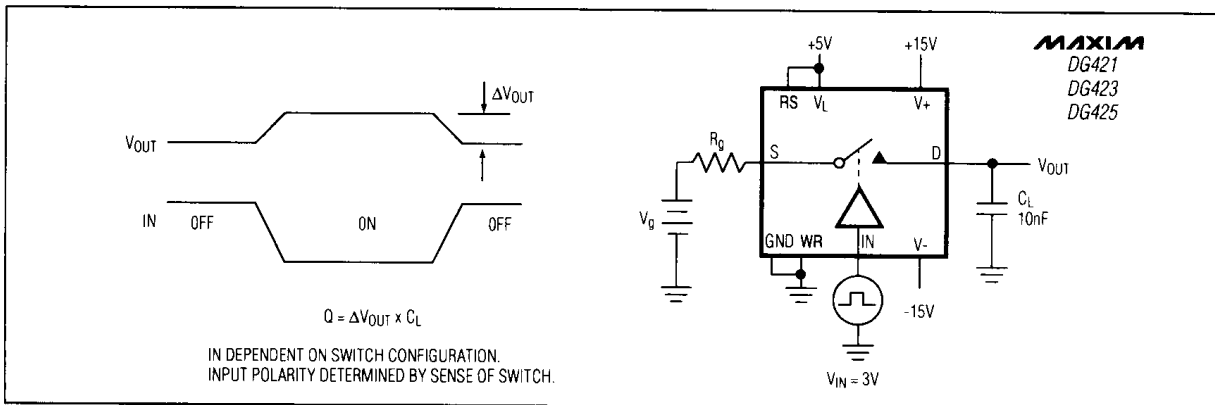 ΔVOUT
VOUT
IN OFF ON OFF
Q = ΔVOUT x CL
IN DEPENDENT ON SWITCH CONFIGURATION.
INPUT POLARITY DETERMINED BY SENSE OF SWITCH.
+5V +15V
RS VL V+
Rg S D VOUT
Vg
CL
10nF
GND WR IN V-
-15V
VIN = 3V
MAXIM
DG421
DG423
DG425